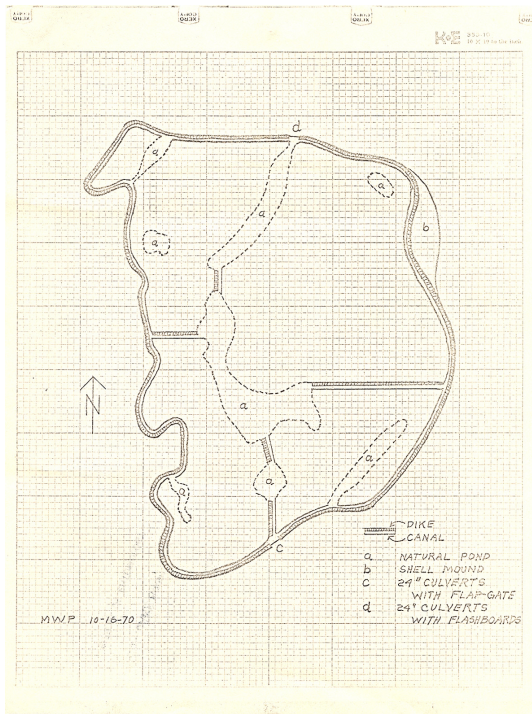 K+E
d
a
a
a
a
b
N
a
a
a
a
DIKE
CANAL
c
a NATURAL POND
b SHELL MOUND
c 24" CULVERTS
WITH FLAP-GATE
d 24" CULVERTS
WITH FLASHBOARDS
MWP 10-16-70